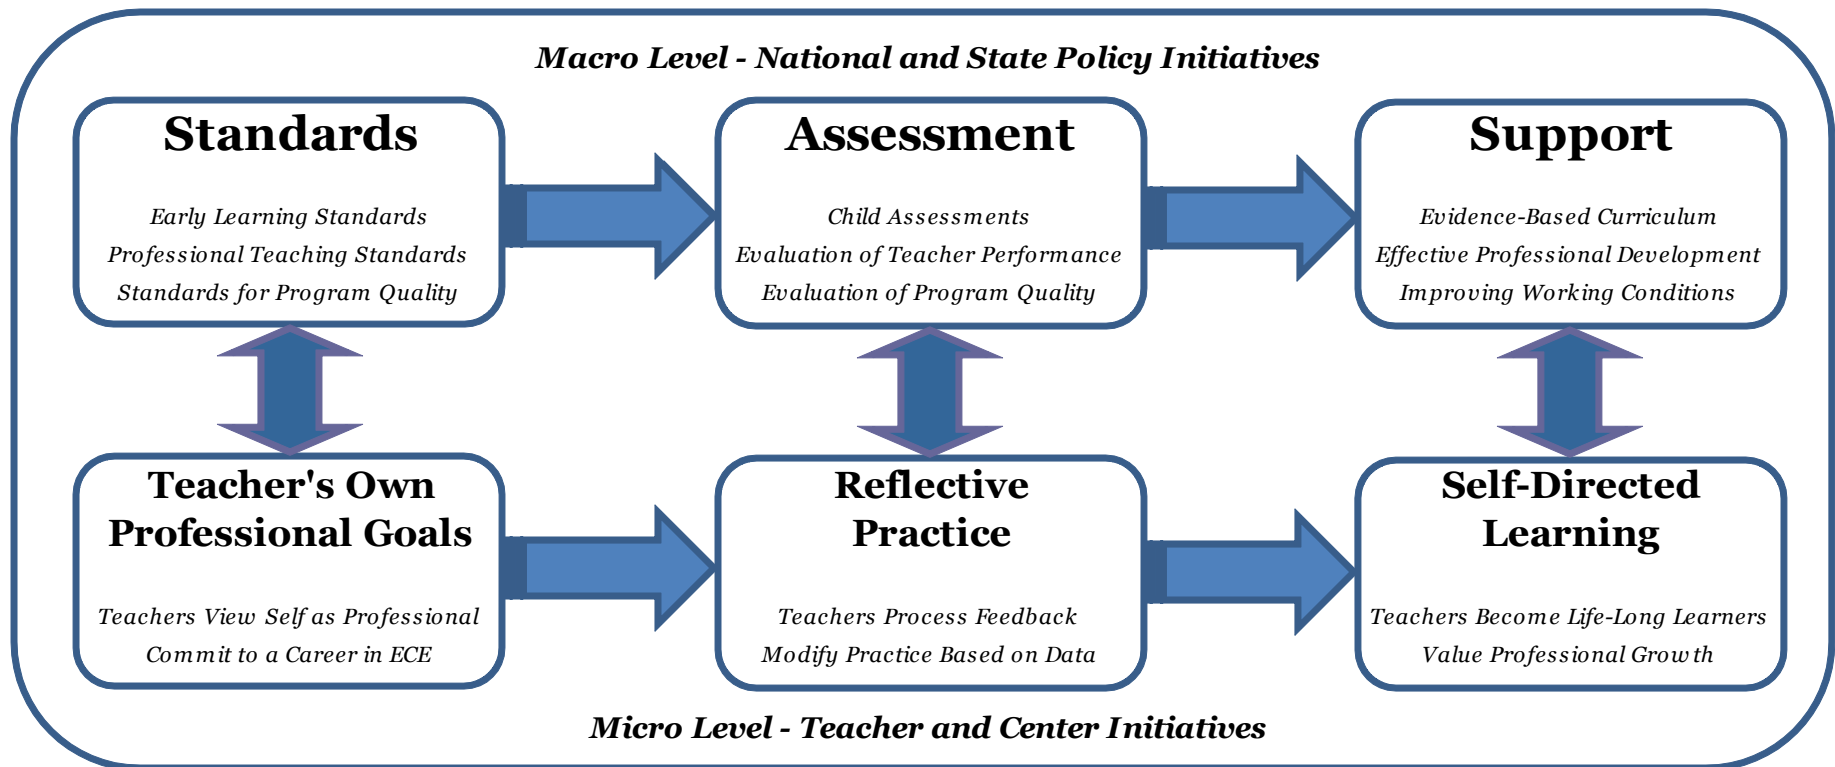 Macro Level - National and State Policy Initiatives
Standards
Early Learning Standards
Professional Teaching Standards
Standards for Program Quality
Assessment
Child Assessments
Evaluation of Teacher Performance
Evaluation of Program Quality
Support
Evidence-Based Curriculum
Effective Professional Development
Improving Working Conditions
Teacher's Own
Professional Goals
Teachers View Self as Professional
Commit to a Career in ECE
Reflective
Practice
Teachers Process Feedback
Modify Practice Based on Data
Self-Directed
Learning
Teachers Become Life-Long Learners
Value Professional Growth
Micro Level - Teacher and Center Initiatives